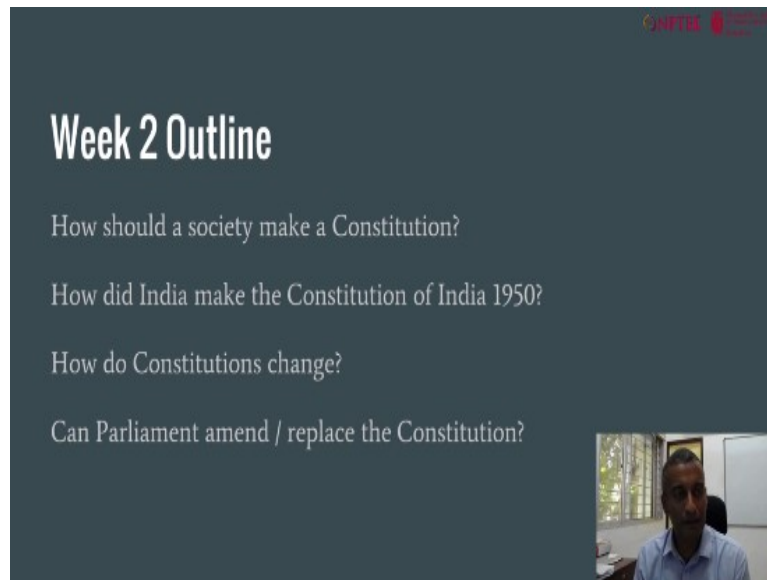 NPTEL
Week 2 Outline
How should a society make a Constitution?
How did India make the Constitution of India 1950?
How do Constitutions change?
Can Parliament amend / replace the Constitution?